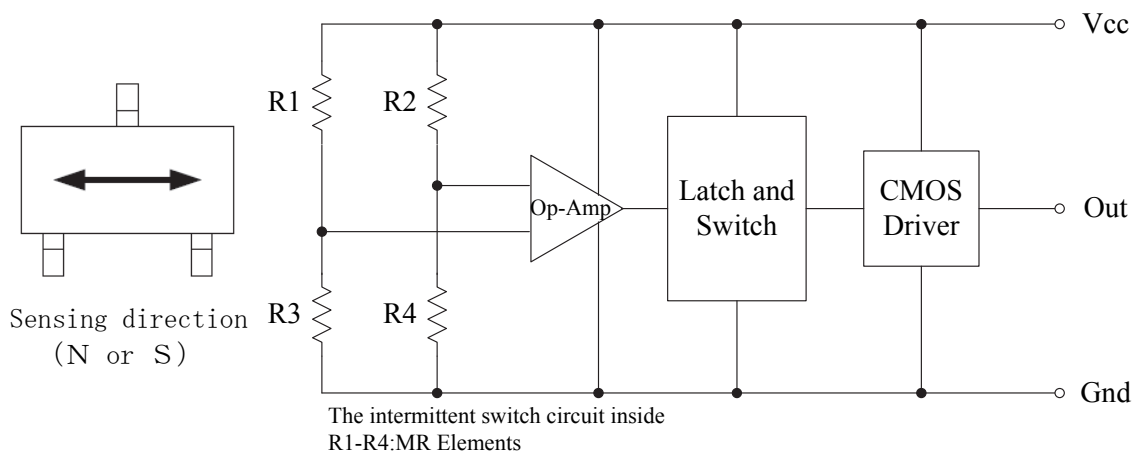 Vcc
R1
R2
Op-Amp
Latch and
Switch
CMOS
Driver
Out
R3
R4
Sensing direction
(N or S)
Gnd
The intermittent switch circuit inside
R1-R4:MR Elements